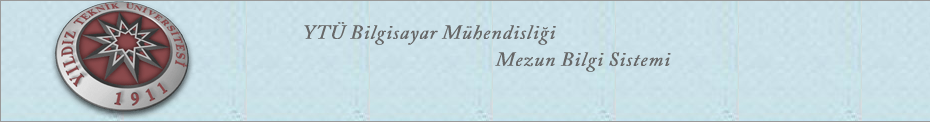 YILDIZ TEKNİK ÜNİVERSİTESİ
1911
YTÜ Bilgisayar Mühendisliği
Mezun Bilgi Sistemi